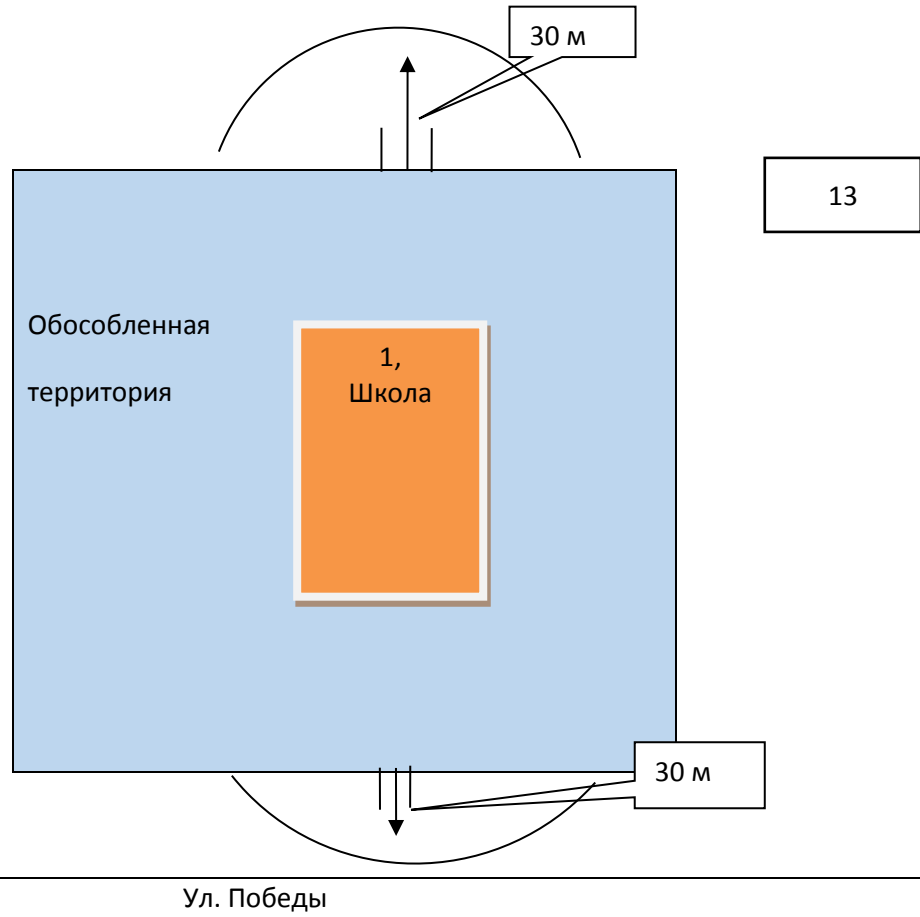 30 м
13
Обособленная
территория
1,
Школа
30 м
Ул. Победы